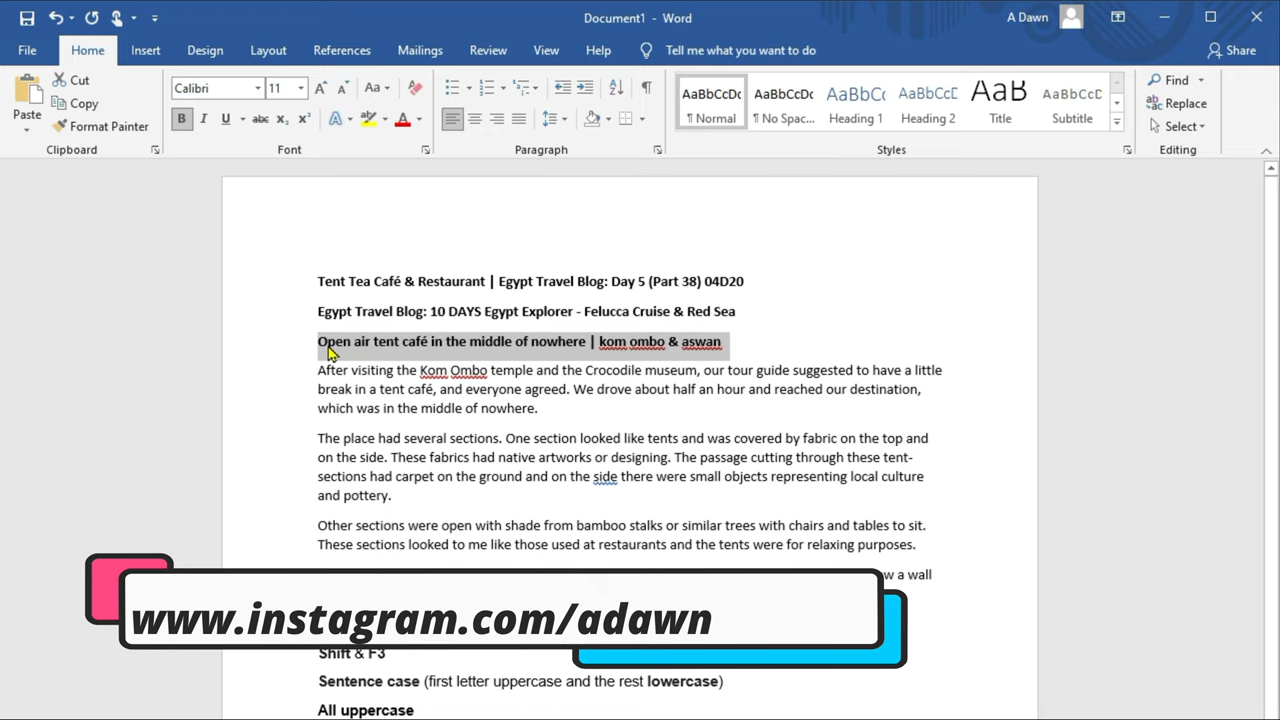 Document1 - Word
A Dawn
File Home Insert Design Layout References Mailings Review View Help Tell me what you want to do Share
Paste
Cut
Copy
Format Painter
Clipboard
Calibri 11
Font
Paragraph
AaBbCcDc AaBbCcDc AaBbCc AaBbCcD AaB AaBbCcD
¶ Normal ¶ No Spac... Heading 1 Heading 2 Title Subtitle
Styles
Find
Replace
Select
Editing
Tent Tea Café & Restaurant | Egypt Travel Blog: Day 5 (Part 38) 04D20
Egypt Travel Blog: 10 DAYS Egypt Explorer - Felucca Cruise & Red Sea
Open air tent café in the middle of nowhere | kom ombo & aswan
After visiting the Kom Ombo temple and the Crocodile museum, our tour guide suggested to have a little
break in a tent café, and everyone agreed. We drove about half an hour and reached our destination,
which was in the middle of nowhere.
The place had several sections. One section looked like tents and was covered by fabric on the top and
on the side. These fabrics had native artworks or designing. The passage cutting through these tent-
sections had carpet on the ground and on the side there were small objects representing local culture
and pottery.
Other sections were open with shade from bamboo stalks or similar trees with chairs and tables to sit.
These sections looked to me like those used at restaurants and the tents were for relaxing purposes.
w a wall
www.instagram.com/adawn
Shift & F3
Sentence case (first letter uppercase and the rest lowercase)
All uppercase